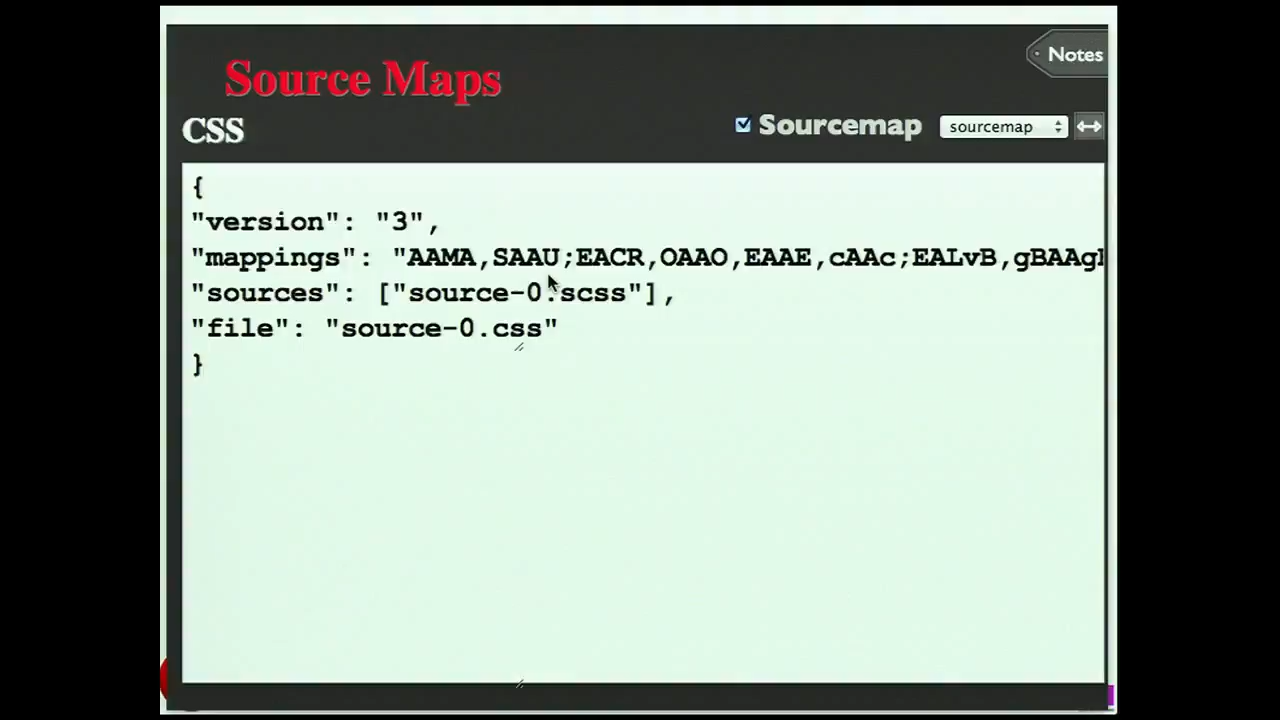 Notes
Source Maps
CSS
Sourcemap
sourcemap
{
"version": "3",
"mappings": "AAMA,SAAU;EACR,OAAO,EAAE,cAAc;EALvB,gBAAg
"sources": ["source-0.scss"],
"file": "source-0.css"
}